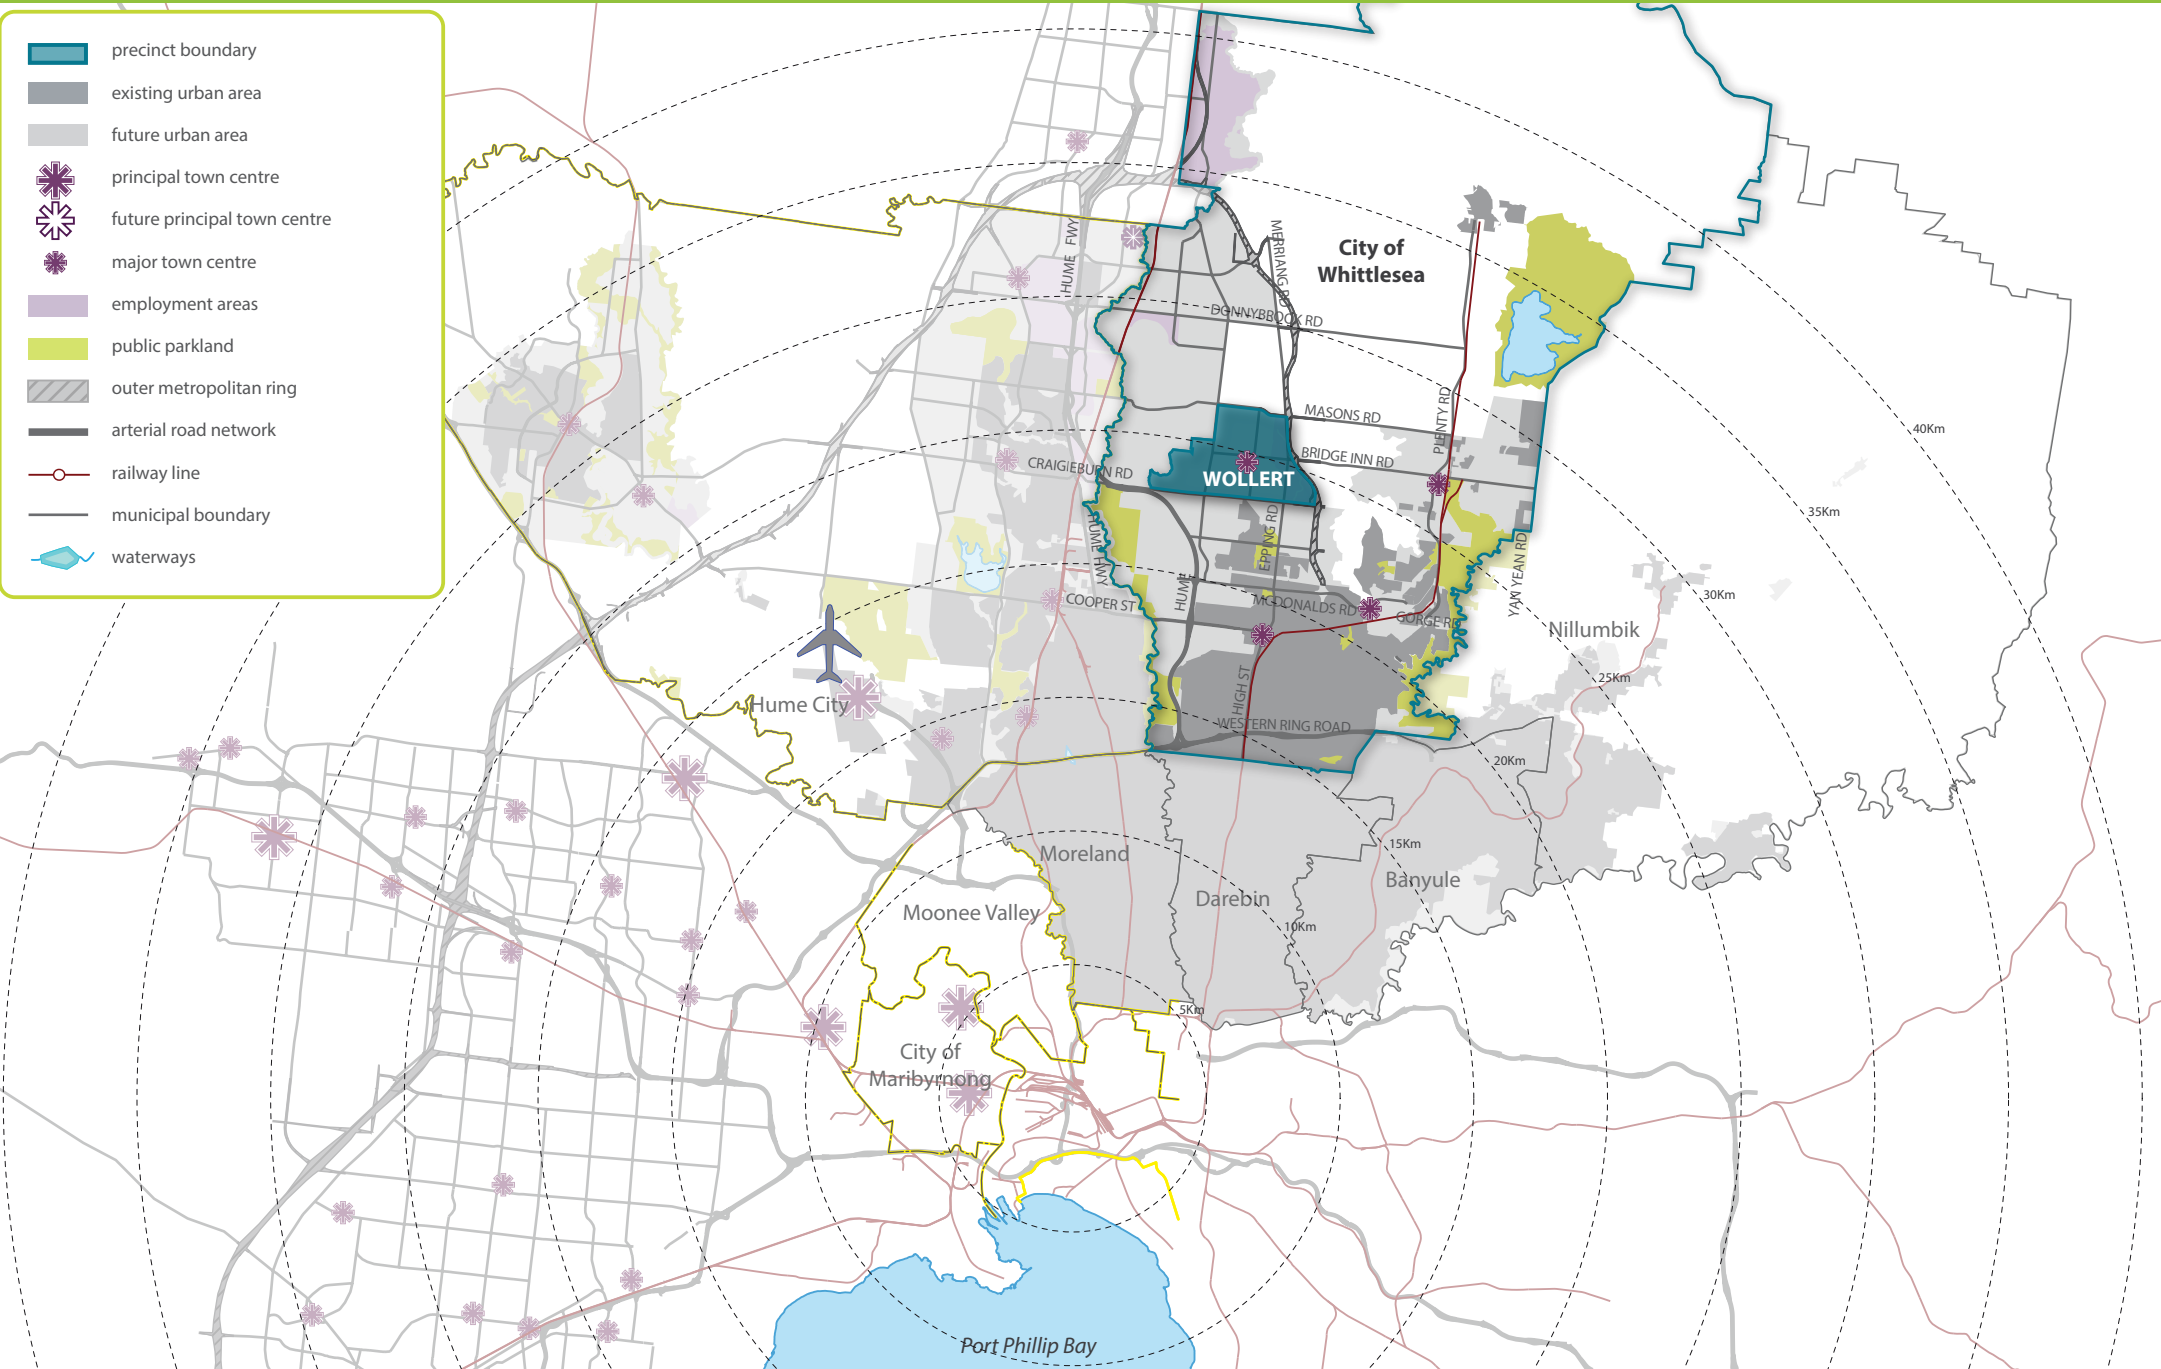 precinct boundary
existing urban area
future urban area
principal town centre
future principal town centre
major town centre
employment areas
public parkland
outer metropolitan ring
arterial road network
railway line
municipal boundary
waterways
HUME FWY
MERRIANG RD
City of
Whittlesea
DONNYBROOK RD
MASONS RD
PLENTY RD
BRIDGE INN RD
CRAIGIEBURN RD
WOLLERT
40Km
35Km
HUME HWY
EPPING RD
YAN YEAN RD
HUME
COOPER ST
MCDONALDS RD
GORGE RD
30Km
Nillumbik
25Km
HIGH ST
Hume City
WESTERN RING ROAD
20Km
15Km
Moreland
Banyule
Darebin
Moonee Valley
10Km
5Km
City of
Maribyrnong
Port Phillip Bay